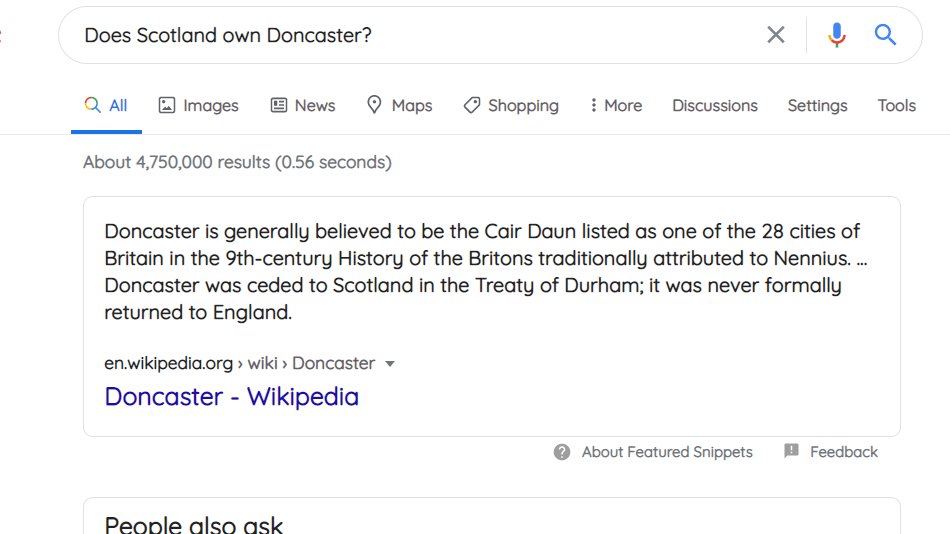 Does Scotland own Doncaster?
All Images News Maps Shopping More Discussions Settings Tools
About 4,750,000 results (0.56 seconds)
Doncaster is generally believed to be the Cair Daun listed as one of the 28 cities of
Britain in the 9th-century History of the Britons traditionally attributed to Nennius. ...
Doncaster was ceded to Scotland in the Treaty of Durham; it was never formally
returned to England.
en.wikipedia.org › wiki › Doncaster
Doncaster - Wikipedia
About Featured Snippets Feedback
People also ask